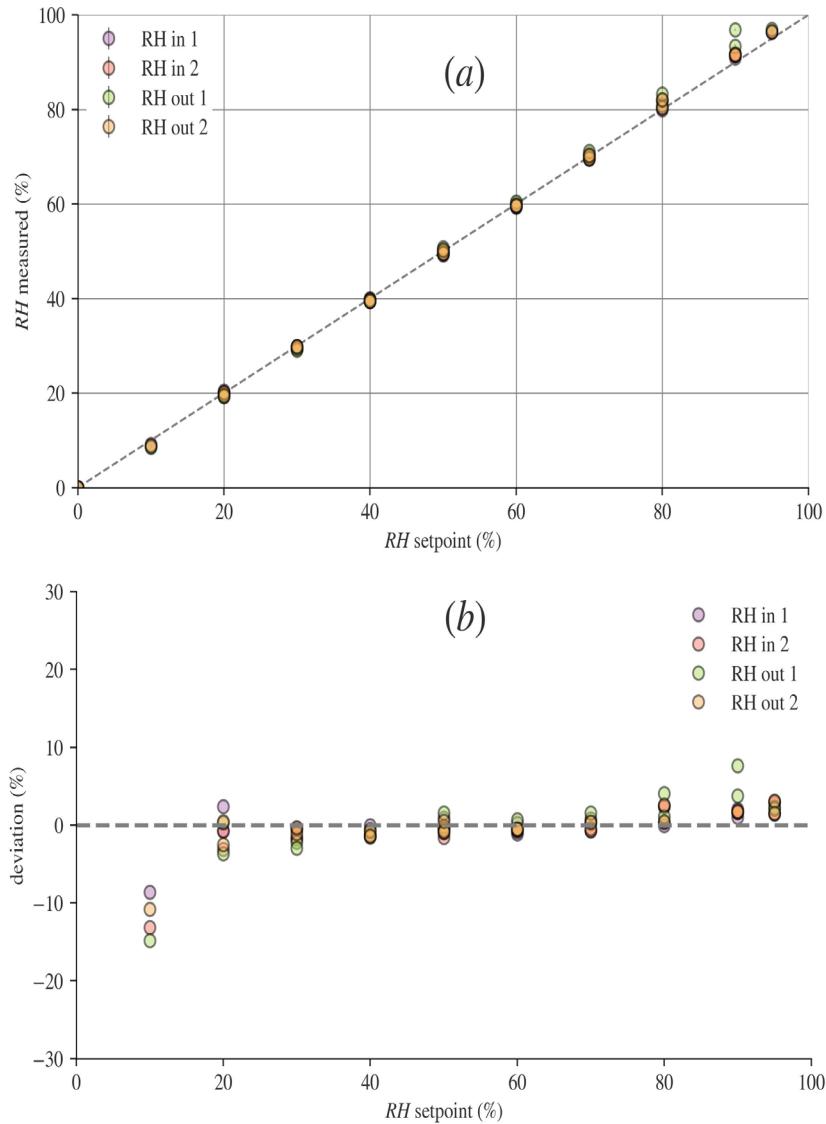 100
80
60
40
20
0
RH measured (%)
RH in 1
RH in 2
RH out 1
RH out 2
(a)
0 20 40 60 80 100
RH setpoint (%)
30
20
10
0
−10
−20
−30
deviation (%)
(b)
RH in 1
RH in 2
RH out 1
RH out 2
0 20 40 60 80 100
RH setpoint (%)